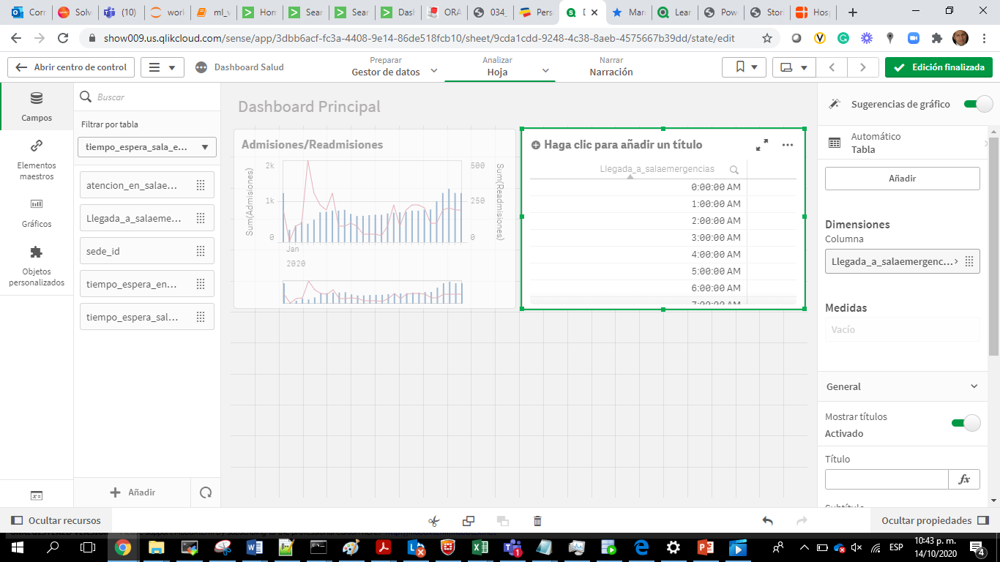 Corr
Solv
(10)
work
ml_v
Hom
Sear
Sear
Dash
ORA
034_
Pers
D
Mar
Lear
Pow
Stor
Hosp
show009.us.qlikcloud.com/sense/app/3dbb6acf-fc3a-4408-9e14-86de518fcb10/sheet/9cda1cdd-9248-4c38-8aeb-4575667b39dd/state/edit
Abrir centro de control
Dashboard Salud
Preparar
Gestor de datos
Analizar
Hoja
Narrar
Narración
Edición finalizada
Campos
Elementos
maestros
Gráficos
Objetos
personalizados
Buscar
Filtrar por tabla
tiempo_espera_sala_e...
atencion_en_salae...
Llegada_a_salaeme...
sede_id
tiempo_espera_en...
tiempo_espera_sal...
Añadir
Dashboard Principal
Admisiones/Readmisiones
Sum(Admisiones)
2k
1k
0
500
250
0
Sum(Readmisiones)
Jan
2020
Haga clic para añadir un título
Llegada_a_salaemergencias
0:00:00 AM
1:00:00 AM
2:00:00 AM
3:00:00 AM
4:00:00 AM
5:00:00 AM
6:00:00 AM
7:00:00 AM
Sugerencias de gráfico
Automático
Tabla
Añadir
Dimensiones
Columna
Llegada_a_salaemergenc...
Medidas
Vacío
General
Mostrar títulos
Activado
Título
fx
Subtítulo
Ocultar recursos
Ocultar propiedades
ESP
10:43 p. m.
14/10/2020
1
4